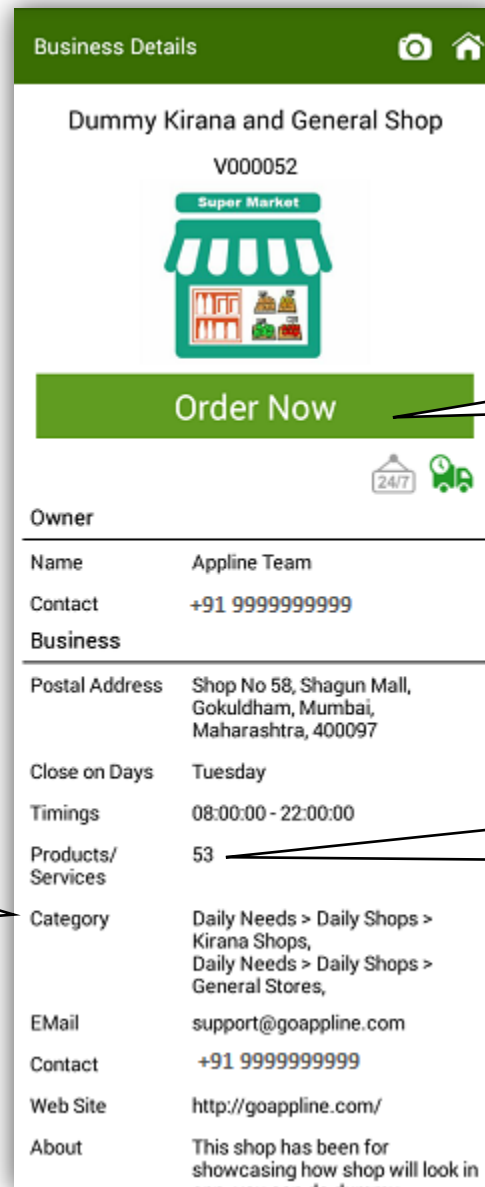 Business Details
Dummy Kirana and General Shop
V000052
Super Market
Order Now
24/7
Owner
Name Appline Team
Contact +91 9999999999
Business
Postal Address Shop No 58, Shagun Mall,
Gokuldham, Mumbai,
Maharashtra, 400097
Close on Days Tuesday
Timings 08:00:00 - 22:00:00
Products/ 53
Services
Category Daily Needs > Daily Shops >
Kirana Shops,
Daily Needs > Daily Shops >
General Stores,
EMail support@goappline.com
Contact +91 9999999999
Web Site http://goappline.com/
About This shop has been for
showcasing how shop will look in